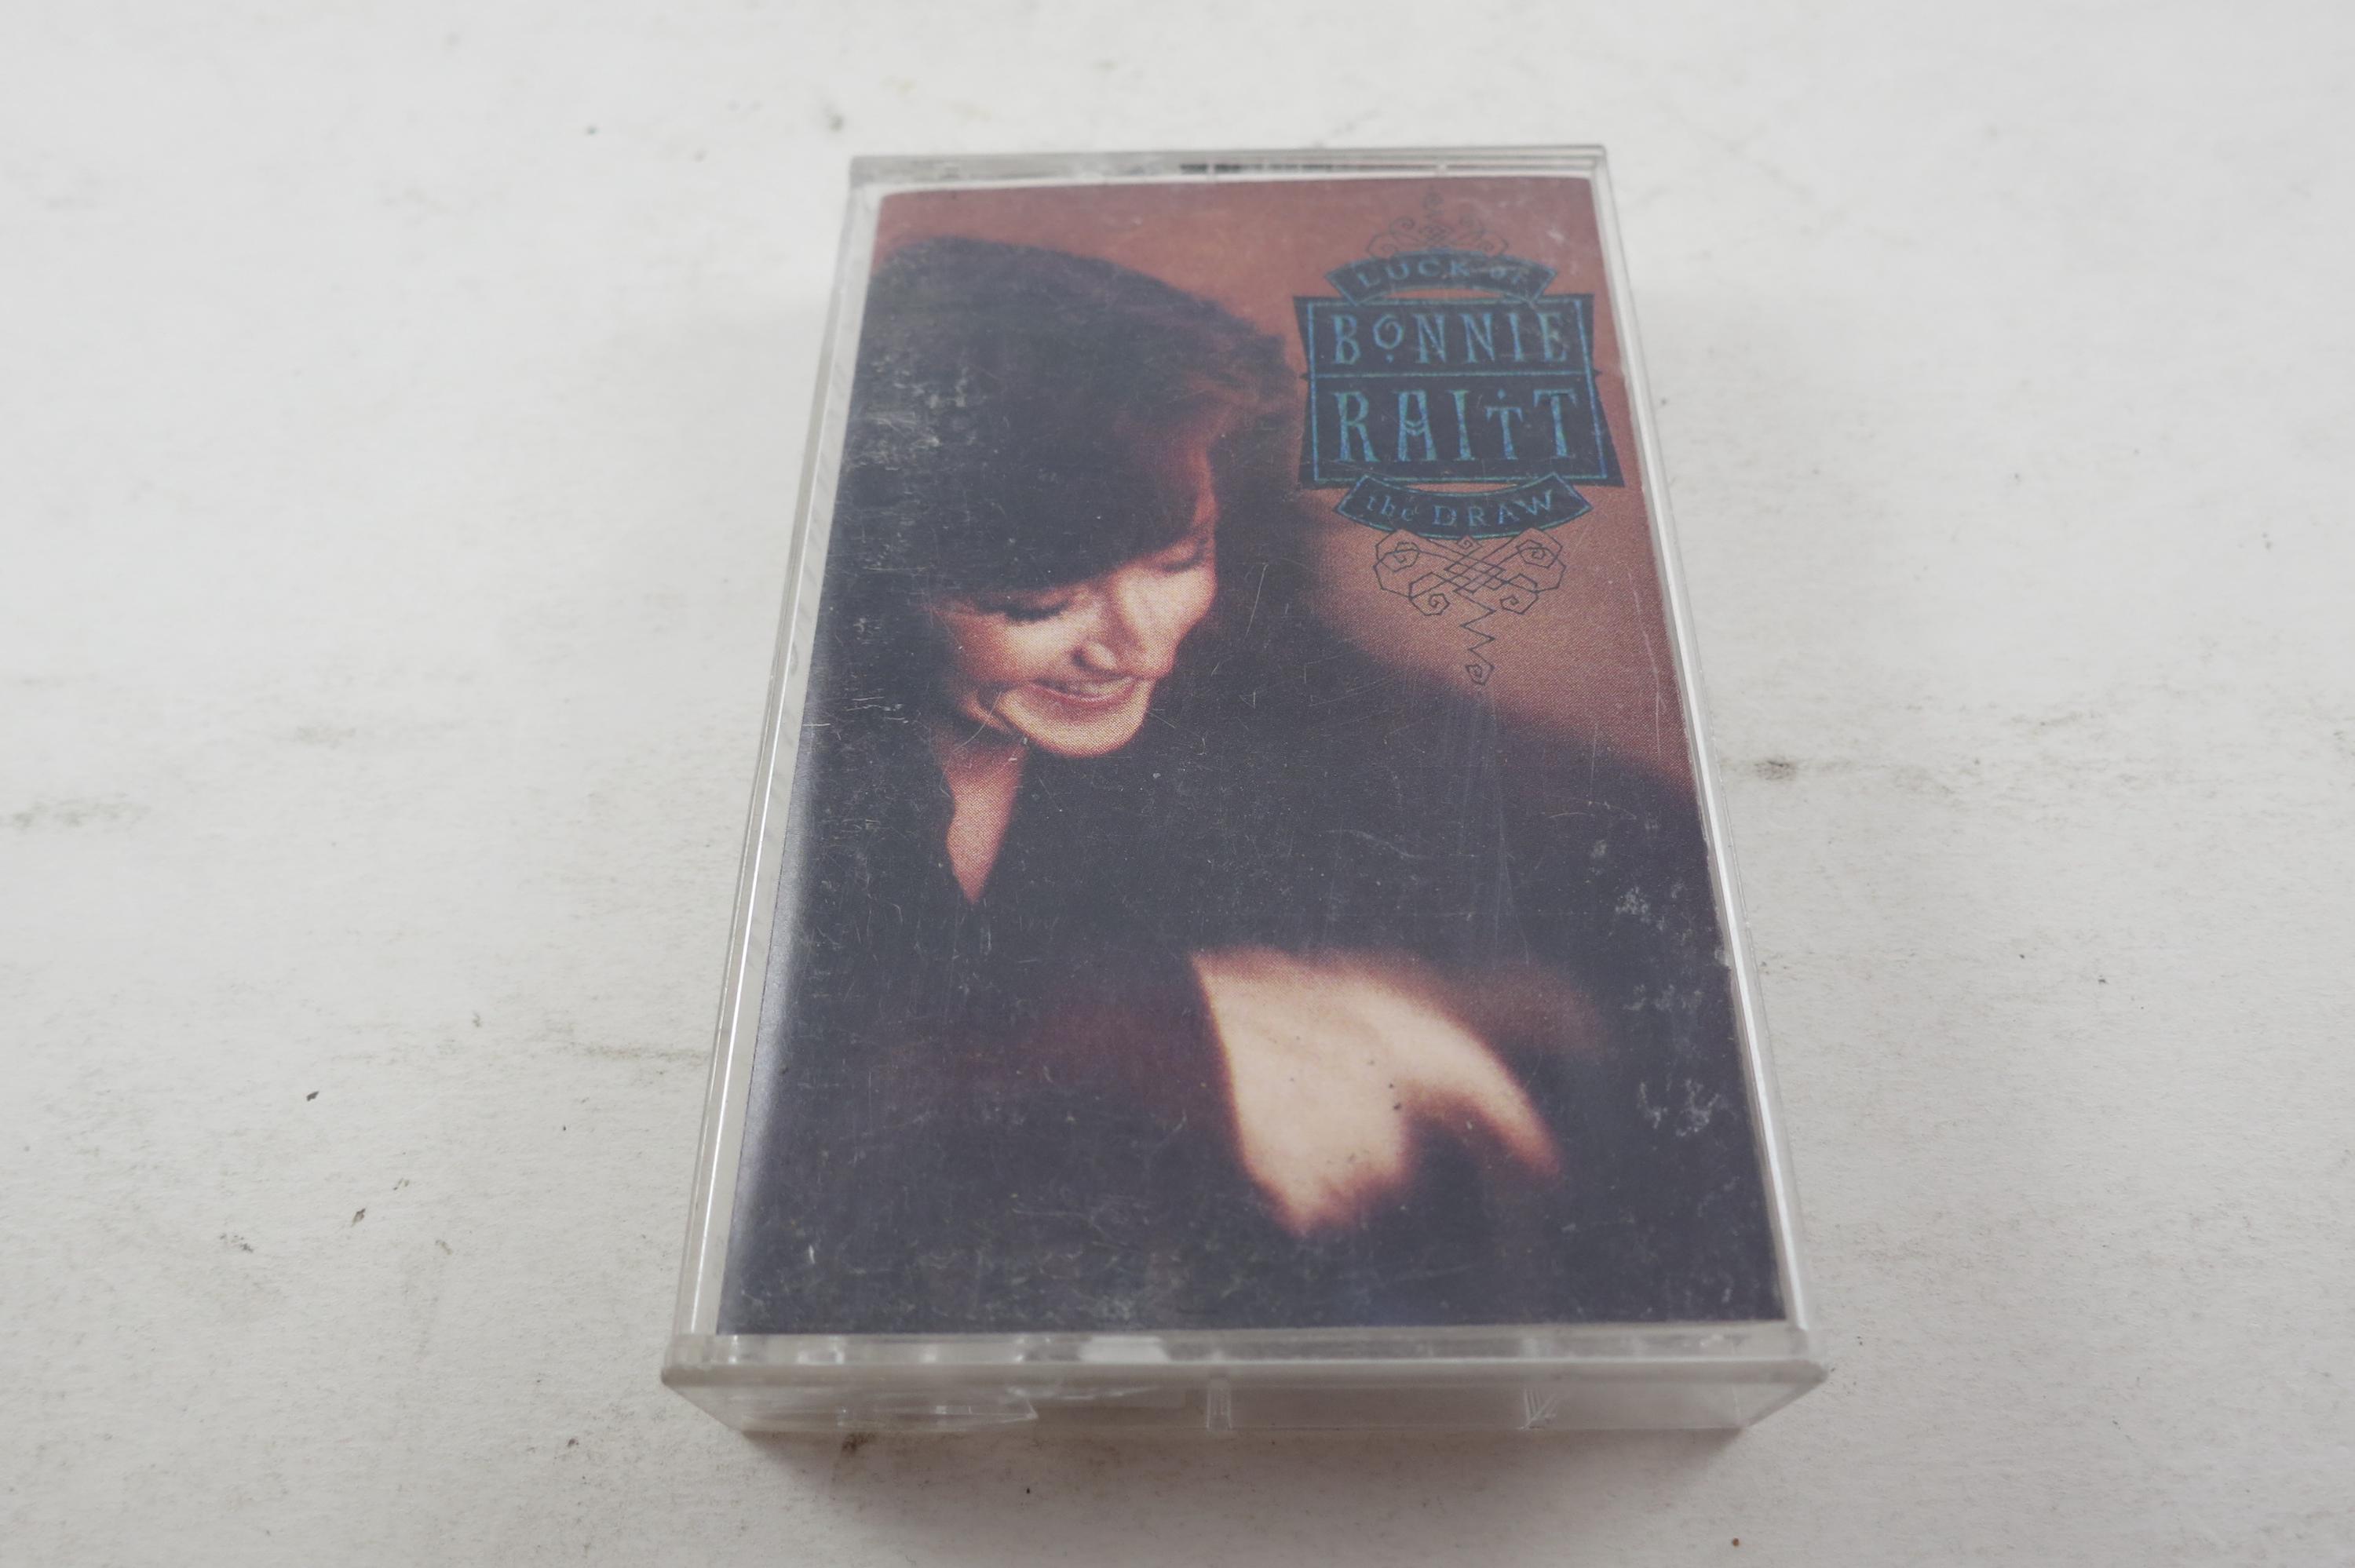 LUCK OF
BONNIE
RAITT
the DRAW